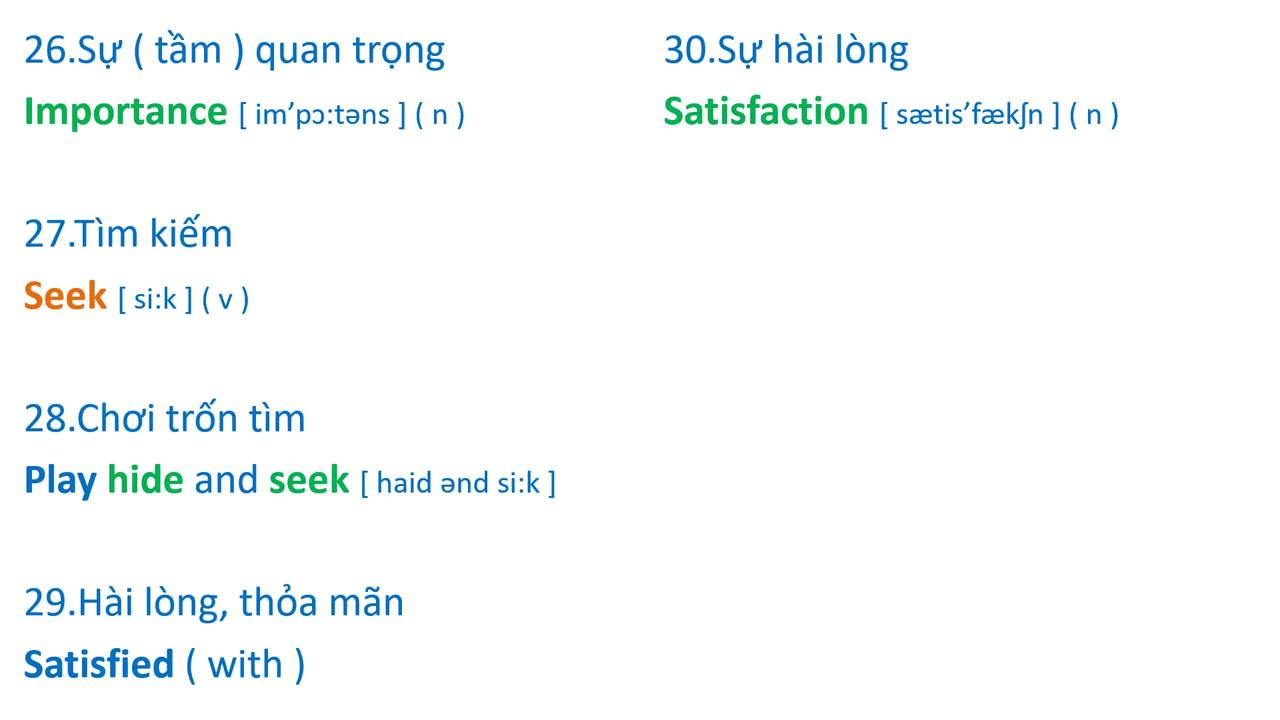 26.Sự ( tầm ) quan trọng
Importance [ im’pɔ:təns ] ( n )
27.Tìm kiếm
Seek [ si:k ] ( v )
28.Chơi trốn tìm
Play hide and seek [ haid ənd si:k ]
29.Hài lòng, thỏa mãn
Satisfied ( with )
30.Sự hài lòng
Satisfaction [ sætis’fækʃn ] ( n )